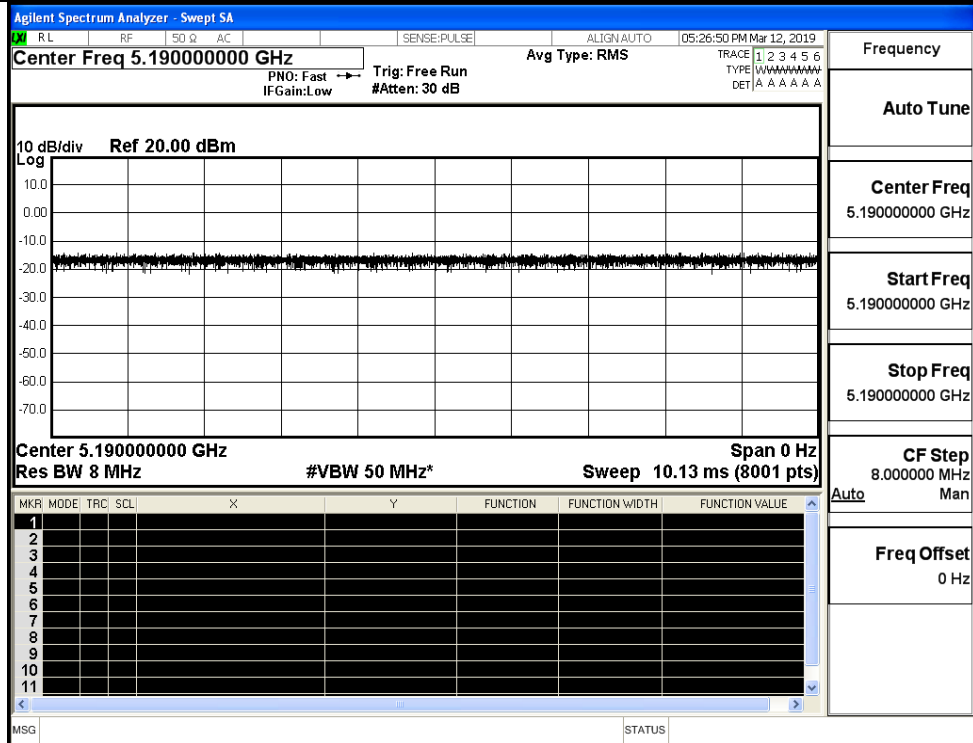 Agilent Spectrum Analyzer - Swept SA
LXI RL RF 50 Ω AC SENSE:PULSE ALIGN AUTO 05:26:50 PM Mar 12, 2019
Center Freq 5.190000000 GHz
PNO: Fast
IFGain:Low
Trig: Free Run
#Atten: 30 dB
Avg Type: RMS
TRACE 1 2 3 4 5 6
TYPE WWWWWW
DET A A A A A A
10 dB/div Ref 20.00 dBm
Log
10.0
0.00
-10.0
-20.0
-30.0
-40.0
-50.0
-60.0
-70.0
Center 5.190000000 GHz Span 0 Hz
Res BW 8 MHz #VBW 50 MHz* Sweep 10.13 ms (8001 pts)
MKR MODE TRC SCL X Y FUNCTION FUNCTION WIDTH FUNCTION VALUE
1
2
3
4
5
6
7
8
9
10
11
MSG STATUS
Frequency
Auto Tune
Center Freq
5.190000000 GHz
Start Freq
5.190000000 GHz
Stop Freq
5.190000000 GHz
CF Step
8.000000 MHz
Auto Man
Freq Offset
0 Hz